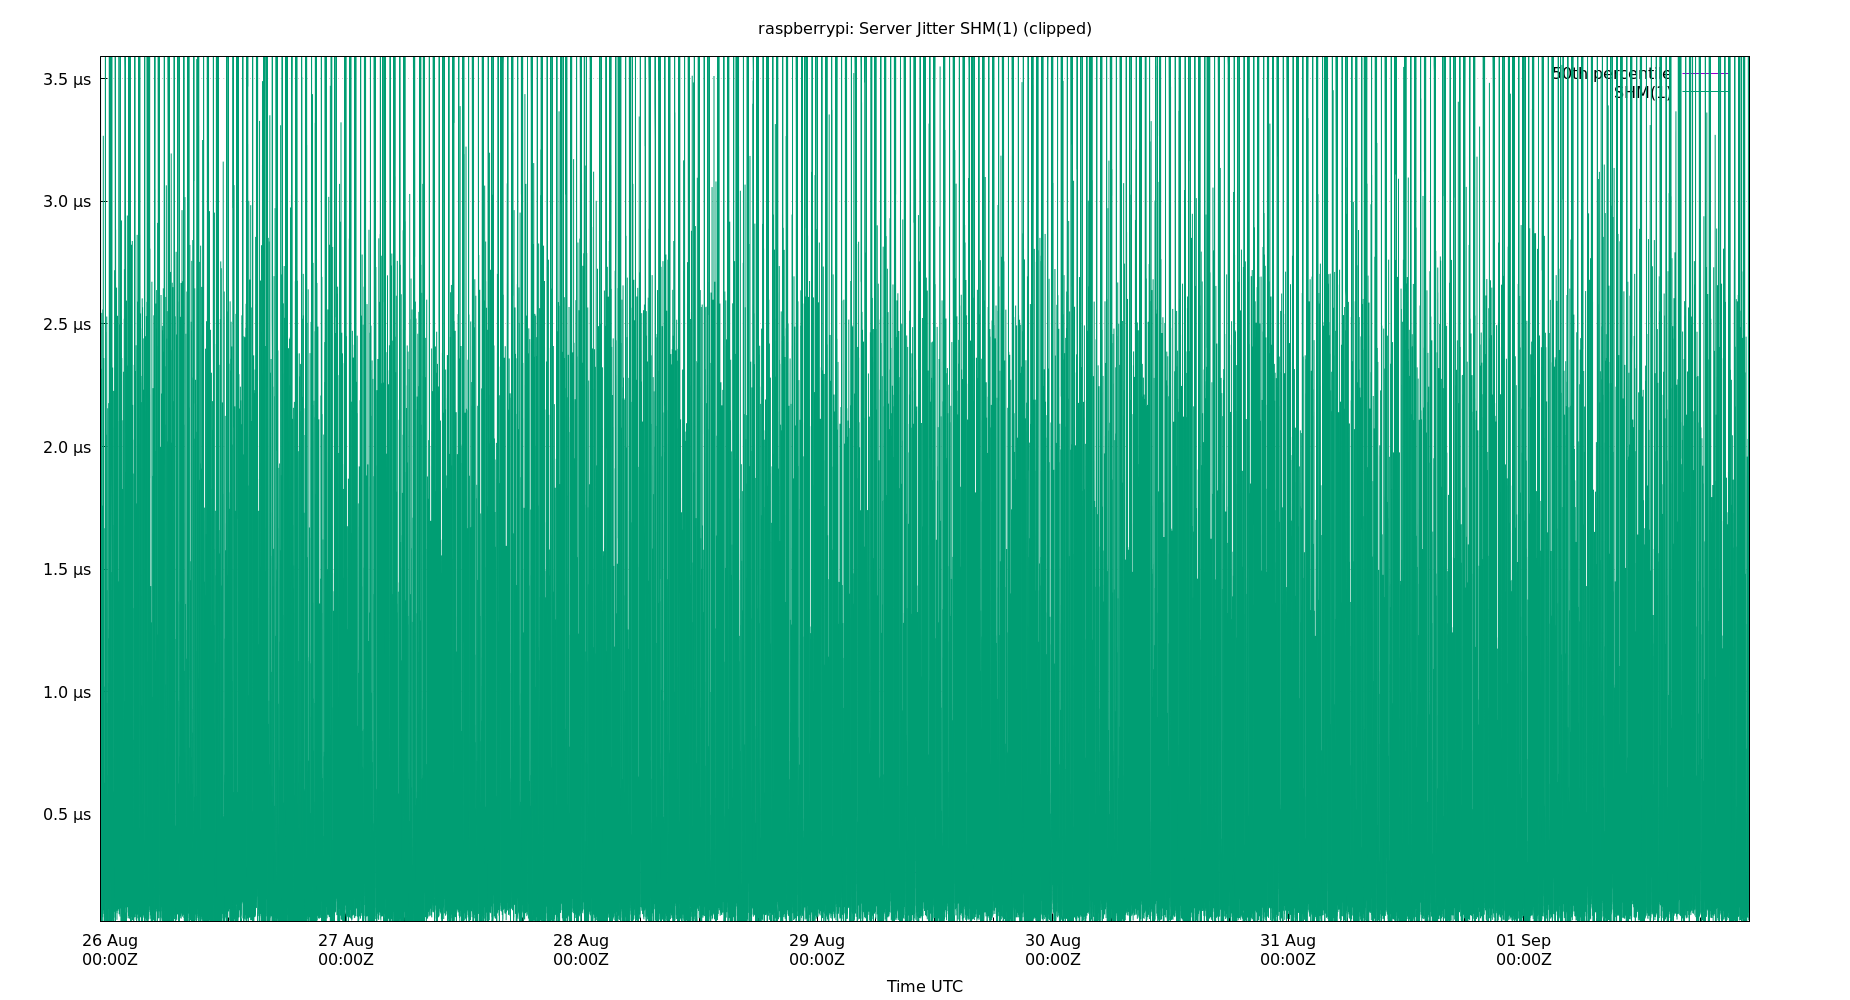 raspberrypi: Server Jitter SHM(1) (clipped)
3.5 µs
50th percentile
SHM(1)
3.0 µs
2.5 µs
2.0 µs
1.5 µs
1.0 µs
0.5 µs
26 Aug 27 Aug 28 Aug 29 Aug 30 Aug 31 Aug 01 Sep
00:00Z 00:00Z 00:00Z 00:00Z 00:00Z 00:00Z 00:00Z
Time UTC